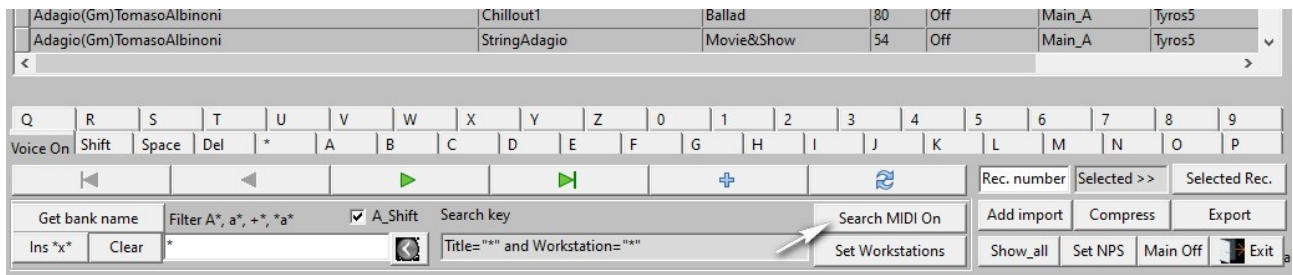 Adagio(Gm)TomasoAlbinoni Chillout1 Ballad 80 Off Main_A Tyros5
Adagio(Gm)TomasoAlbinoni StringAdagio Movie&Show 54 Off Main_A Tyros5
Q R S T U V W X Y Z 0 1 2 3 4 5 6 7 8 9
Voice On Shift Space Del * A B C D E F G H I J K L M N O P
Rec. number Selected >> Selected Rec.
Get bank name Filter A*, a*, +*, *a* A_Shift Search key Search MIDI On Add import Compress Export
Ins *x* Clear * Title="*" and Workstation="*" Set Workstations Show_all Set NPS Main Off Exit a